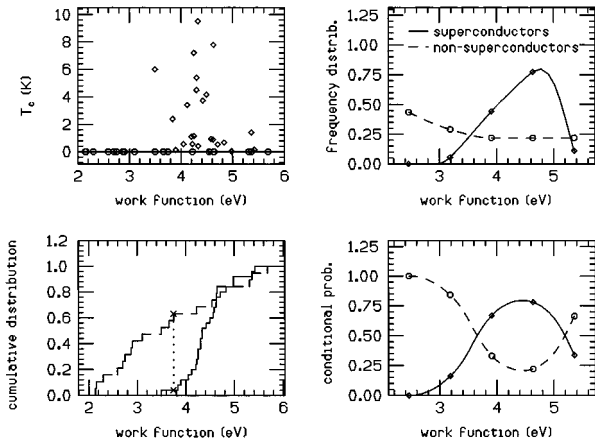 10
8
6
4
2
0
T_c (K)
2 3 4 5 6
work function (eV)
1.25
1.00
0.75
0.50
0.25
0.00
frequency distrib.
superconductors
non-superconductors
2 3 4 5 6
work function (eV)
1.2
1.0
0.8
0.6
0.4
0.2
0.0
cumulative distribution
2 3 4 5 6
work function (eV)
1.25
1.00
0.75
0.50
0.25
0.00
conditional prob.
2 3 4 5 6
work function (eV)